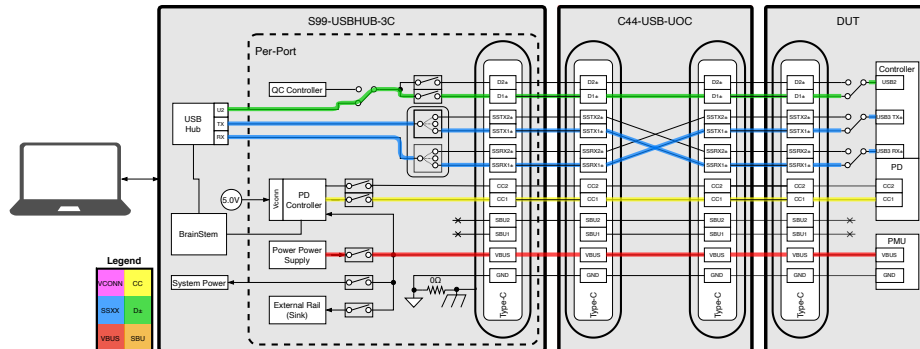 S99-USBHUB-3C
C44-USB-UOC
DUT
Per-Port
QC Controller
USB
Hub
U2
TX
RX
5.0V
Vconn
PD
Controller
BrainStem
Power Power
Supply
System Power
External Rail
(Sink)
0Ω
D2±
D1±
SSTX2±
SSTX1±
SSRX2±
SSRX1±
CC2
CC1
SBU2
SBU1
VBUS
GND
Type-C
D2±
D1±
SSTX2±
SSTX1±
SSRX2±
SSRX1±
CC2
CC1
SBU2
SBU1
VBUS
GND
Type-C
D2±
D1±
SSTX2±
SSTX1±
SSRX2±
SSRX1±
CC2
CC1
SBU2
SBU1
VBUS
GND
Type-C
D2±
D1±
SSTX2±
SSTX1±
SSRX2±
SSRX1±
CC2
CC1
SBU2
SBU1
VBUS
GND
Type-C
Controller
USB2
USB3 TX±
USB3 RX±
PD
CC2
CC1
PMU
VBUS
GND
Legend
VCONN CC
SSXX D±
VBUS SBU